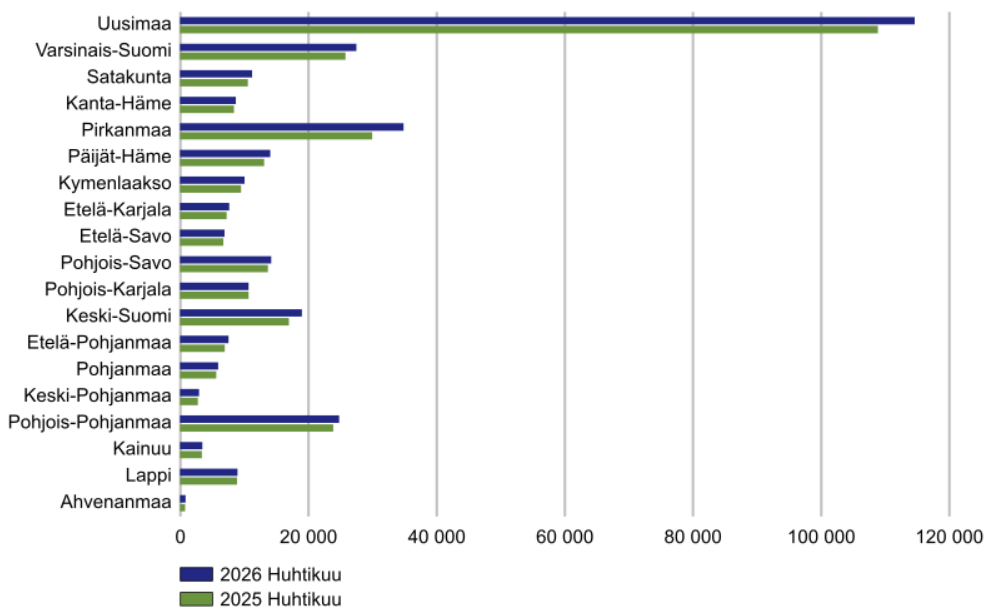 Uusimaa
Varsinais-Suomi
Satakunta
Kanta-Häme
Pirkanmaa
Päijät-Häme
Kymenlaakso
Etelä-Karjala
Etelä-Savo
Pohjois-Savo
Pohjois-Karjala
Keski-Suomi
Etelä-Pohjanmaa
Pohjanmaa
Keski-Pohjanmaa
Pohjois-Pohjanmaa
Kainuu
Lappi
Ahvenanmaa
0 20 000 40 000 60 000 80 000 100 000 120 000
2026 Huhtikuu
2025 Huhtikuu